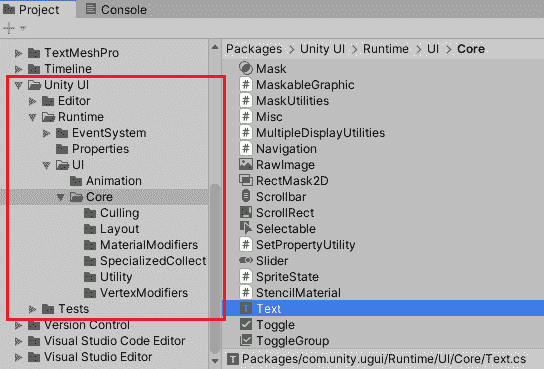 Project
Console
TextMeshPro
Timeline
Unity UI
Editor
Runtime
EventSystem
Properties
UI
Animation
Core
Culling
Layout
MaterialModifiers
SpecializedCollect
Utility
VertexModifiers
Tests
Version Control
Visual Studio Code Editor
Visual Studio Editor
Packages > Unity UI > Runtime > UI > Core
Mask
MaskableGraphic
MaskUtilities
Misc
MultipleDisplayUtilities
Navigation
RawImage
RectMask2D
Scrollbar
ScrollRect
Selectable
SetPropertyUtility
Slider
SpriteState
StencilMaterial
Text
Toggle
ToggleGroup
Packages/com.unity.ugui/Runtime/UI/Core/Text.cs